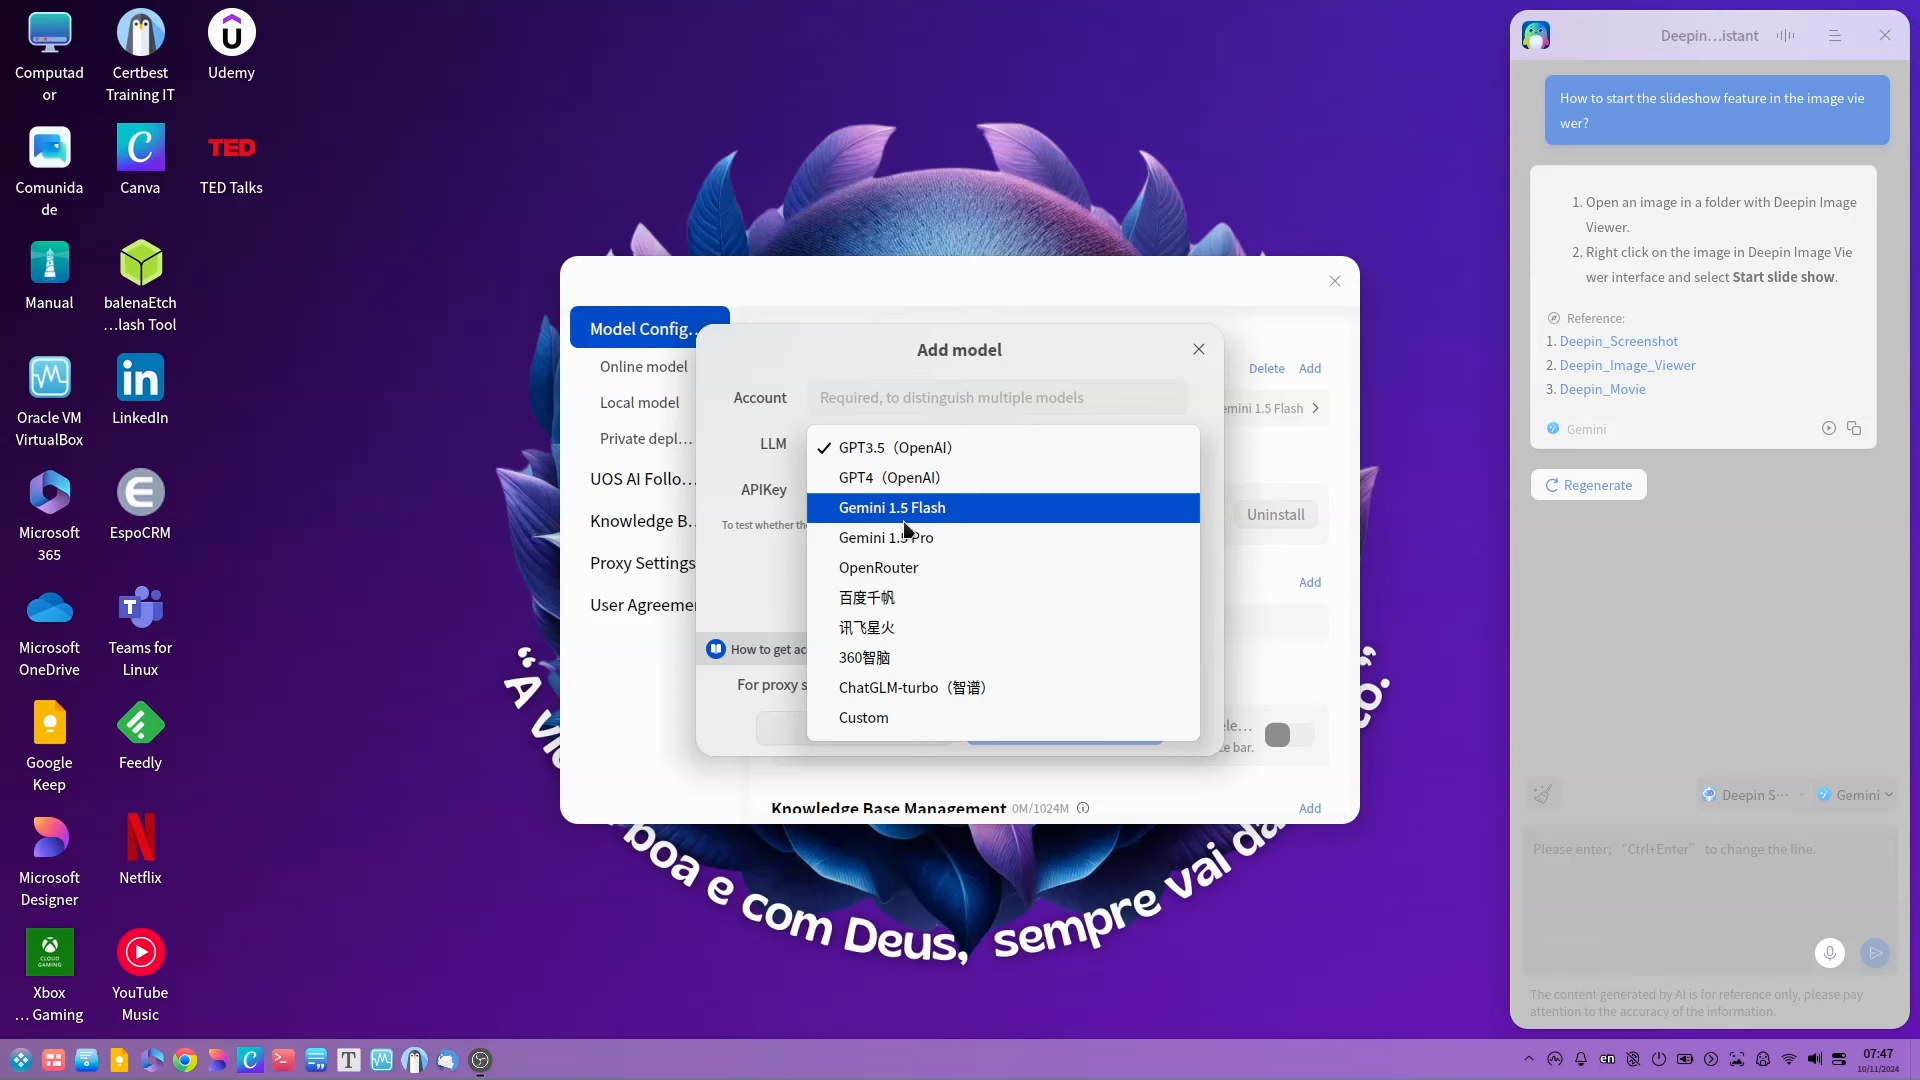 Computad
or
Certbest
Training IT
Udemy
Comunida
de
Canva
TED
TED Talks
Manual
balenaEtch
…lash Tool
Oracle VM
VirtualBox
LinkedIn
Microsoft
365
EspoCRM
Microsoft
OneDrive
Teams for
Linux
Google
Keep
Feedly
Microsoft
Designer
Netflix
CLOUD
GAMING
Xbox
… Gaming
YouTube
Music
Model Config…
Online model
Local model
Private depl…
UOS AI Follo…
Knowledge B…
Proxy Settings
User Agreemen
Delete Add
emini 1.5 Flash
Uninstall
Add
Knowledge Base Management 0M/1024M
Add
Add model
Account
Required, to distinguish multiple models
LLM
APIKey
To test whether th
How to get ac
For proxy s
GPT3.5（OpenAI）
GPT4（OpenAI）
Gemini 1.5 Flash
Gemini 1.5 Pro
OpenRouter
百度千帆
讯飞星火
360智脑
ChatGLM-turbo（智谱）
Custom
ele…
ce bar.
boa e com Deus, sempre vai da
Deepin…istant
How to start the slideshow feature in the image vie
wer?
1. Open an image in a folder with Deepin Image
Viewer.
2. Right click on the image in Deepin Image Vie
wer interface and select Start slide show.
Reference:
1. Deepin_Screenshot
2. Deepin_Image_Viewer
3. Deepin_Movie
Gemini
Regenerate
Deepin S…
Gemini
Please enter; “Ctrl+Enter” to change the line.
The content generated by AI is for reference only, please pay
attention to the accuracy of the information.
en
07:47
10/11/2024